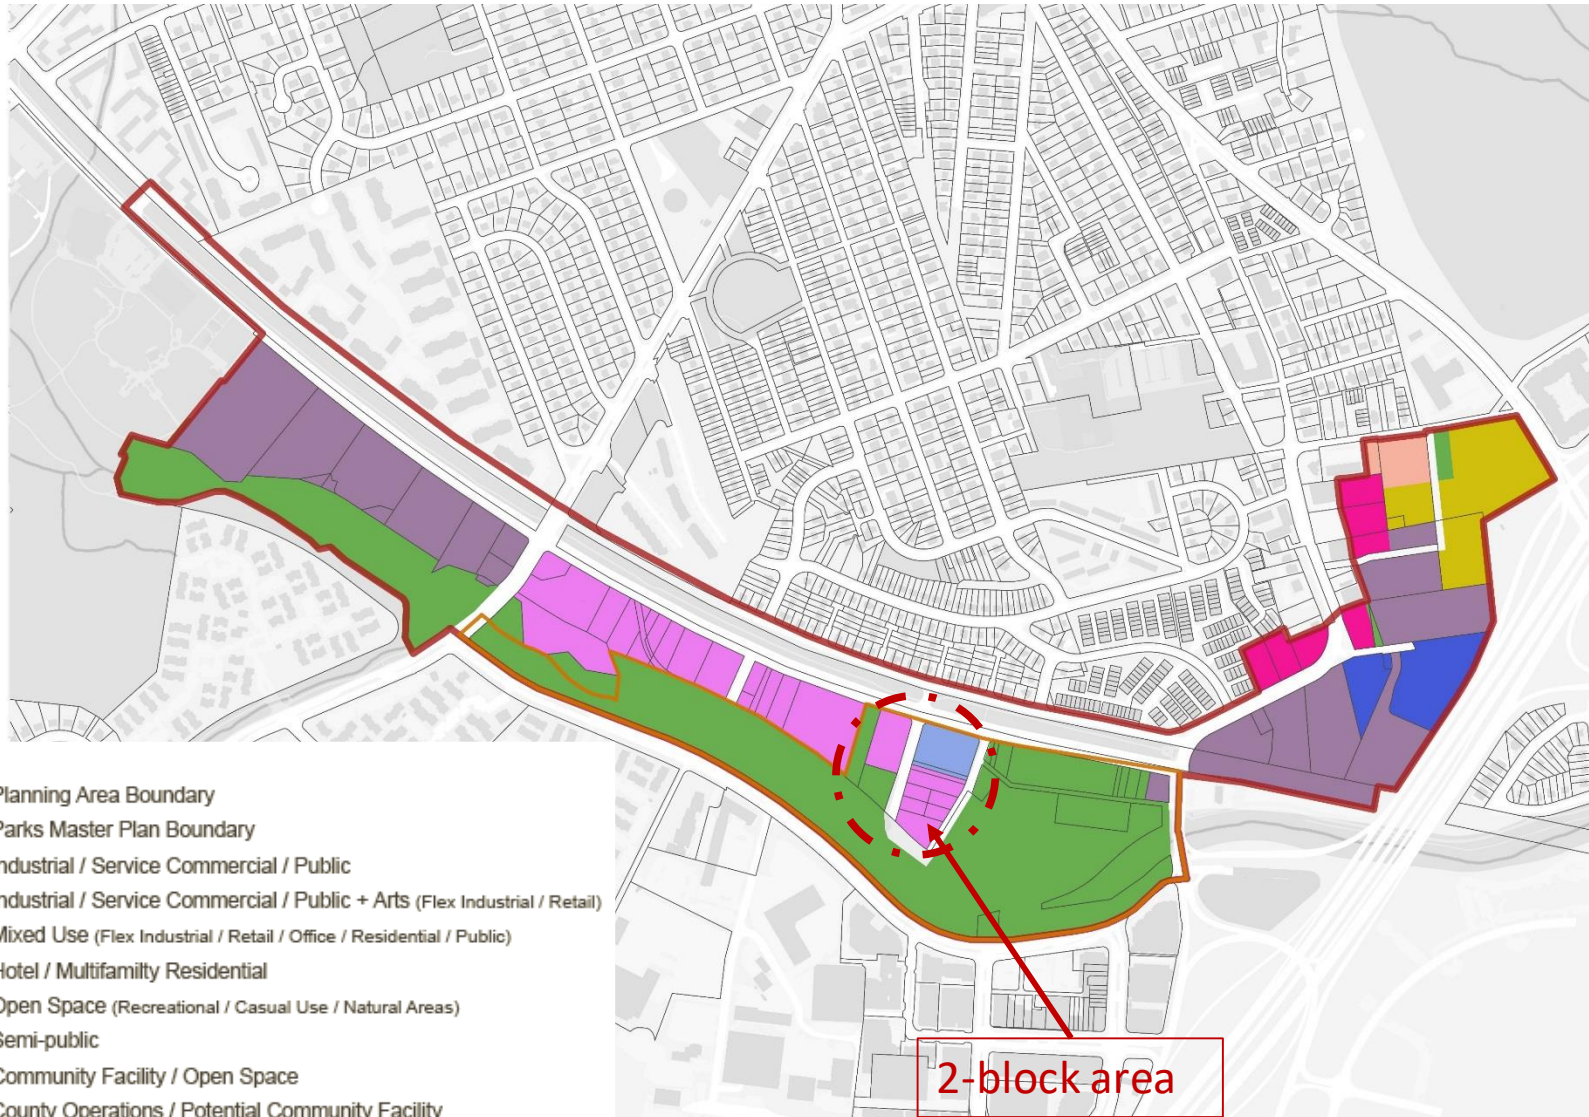 Planning Area Boundary
Parks Master Plan Boundary
ndustrial / Service Commercial / Public
ndustrial / Service Commercial / Public + Arts (Flex Industrial / Retail)
Mixed Use (Flex Industrial / Retail / Office / Residential / Public)
Hotel / Multifamilty Residential
Open Space (Recreational / Casual Use / Natural Areas)
Semi-public
Community Facility / Open Space
County Operations / Potential Community Facility
2-block area